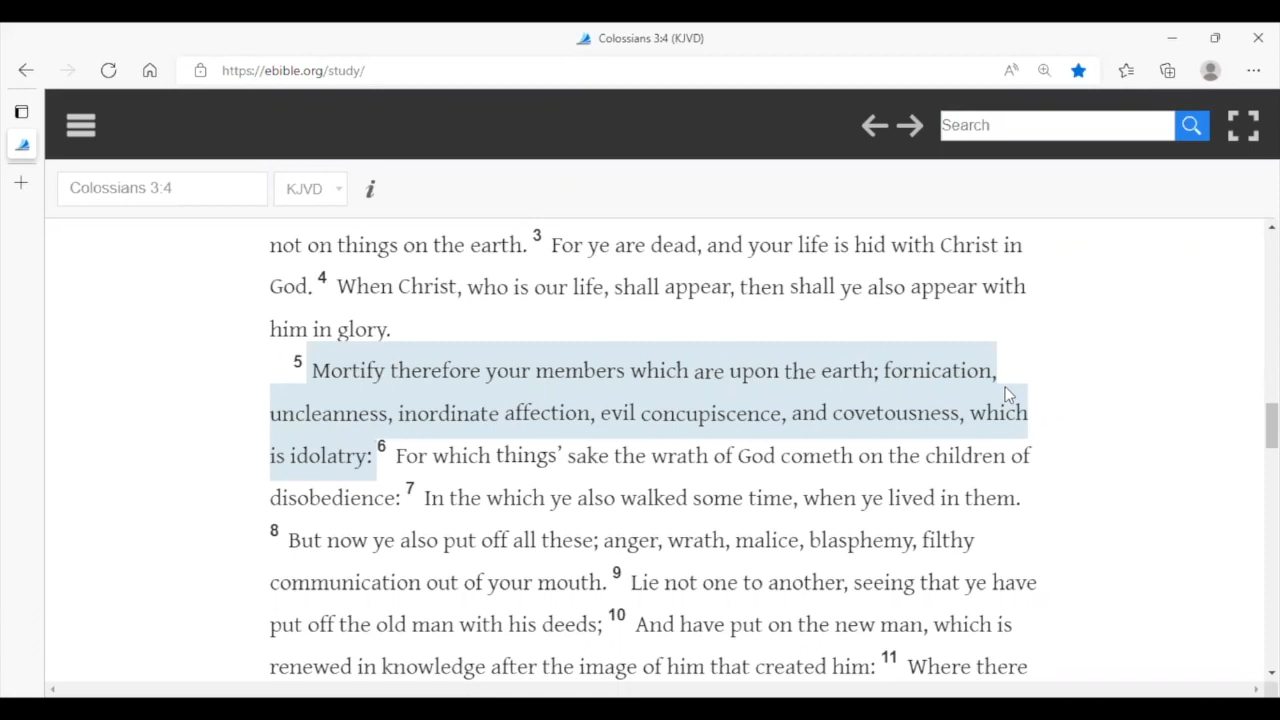 Colossians 3:4 (KJVD)
https://ebible.org/study/
Search
Colossians 3:4
KJVD
i
not on things on the earth. 3 For ye are dead, and your life is hid with Christ in
God. 4 When Christ, who is our life, shall appear, then shall ye also appear with
him in glory.
5 Mortify therefore your members which are upon the earth; fornication,
uncleanness, inordinate affection, evil concupiscence, and covetousness, which
is idolatry: 6 For which things’ sake the wrath of God cometh on the children of
disobedience: 7 In the which ye also walked some time, when ye lived in them.
8 But now ye also put off all these; anger, wrath, malice, blasphemy, filthy
communication out of your mouth. 9 Lie not one to another, seeing that ye have
put off the old man with his deeds; 10 And have put on the new man, which is
renewed in knowledge after the image of him that created him: 11 Where there